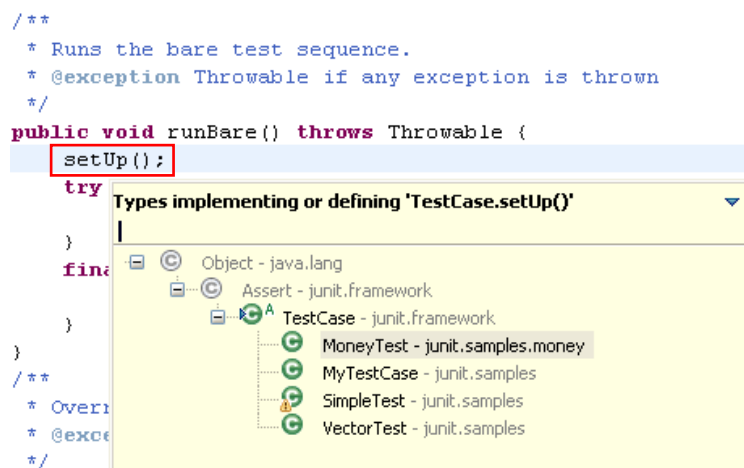 /**
 * Runs the bare test sequence.
 * @exception Throwable if any exception is thrown
 */
public void runBare() throws Throwable {
setUp();
try
Types implementing or defining 'TestCase.setUp()'
}
Object - java.lang
fina
Assert - junit.framework
TestCase - junit.framework
}
MoneyTest - junit.samples.money
}
/**
MyTestCase - junit.samples
 * Overr
SimpleTest - junit.samples
 * @exce
VectorTest - junit.samples
 */